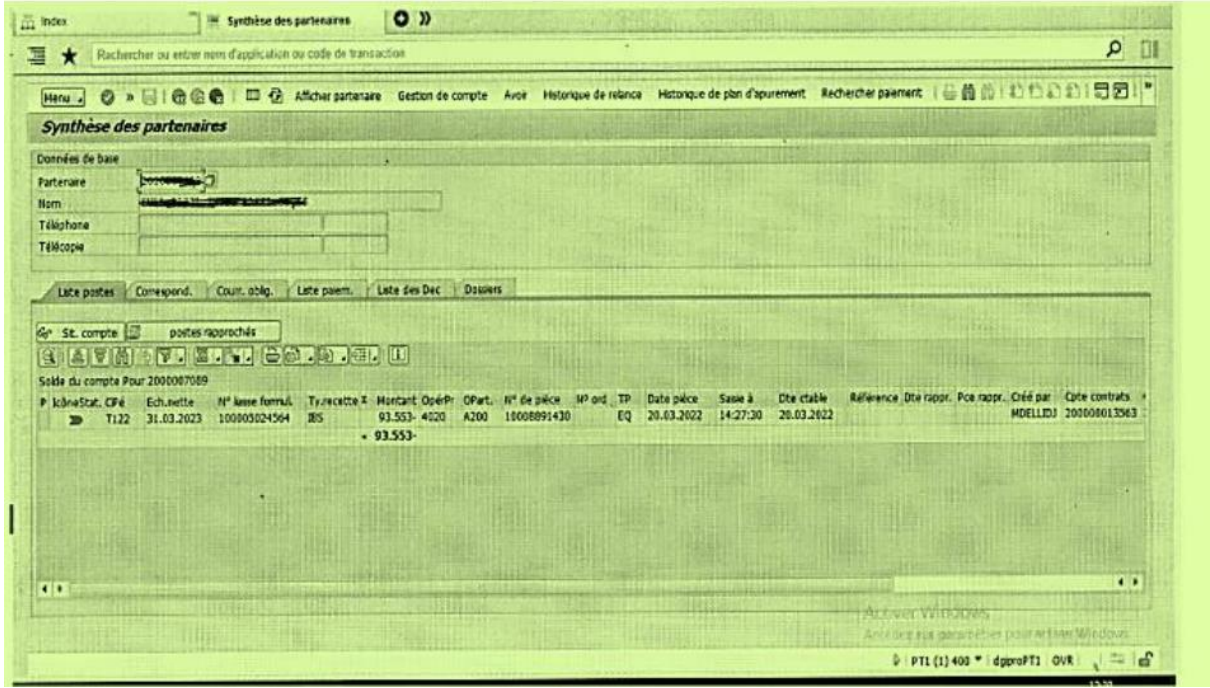 Index
Synthèse des partenaires
Rachercher ou entrer nom d'application ou code de transaction
Menu
Afficher partenaire Gestion de compte Avoir Historique de relance Historique de plan d'apurement Rechercher paiement
Synthèse des partenaires
Données de base
Partenaire
Nom
Téléphone
Télécopie
Liste postes Correspond. Courr. oblig. Liste paiem. Liste des Dec Dossiers
St. compte postes rapprochés
Solde du compte Pour 2000007089
P IcôneStat. CPé Ech.nette N° liasse formul. Ty.recette Σ Montant OpérPr OPart. N° de pièce N° ord TP Date pièce Saisie à Dte ctable Référence Dte rappr. Pce rappr. Créé par Cpte contrats
T122 31.03.2023 100005024564 IBS 93.553- 4020 A200 10008891430 EQ 20.03.2022 14:27:30 20.03.2022 MDELLIDJ 200000013563
93.553-
Activer Windows
PT1 (1) 400 dgiproPT1 OVR